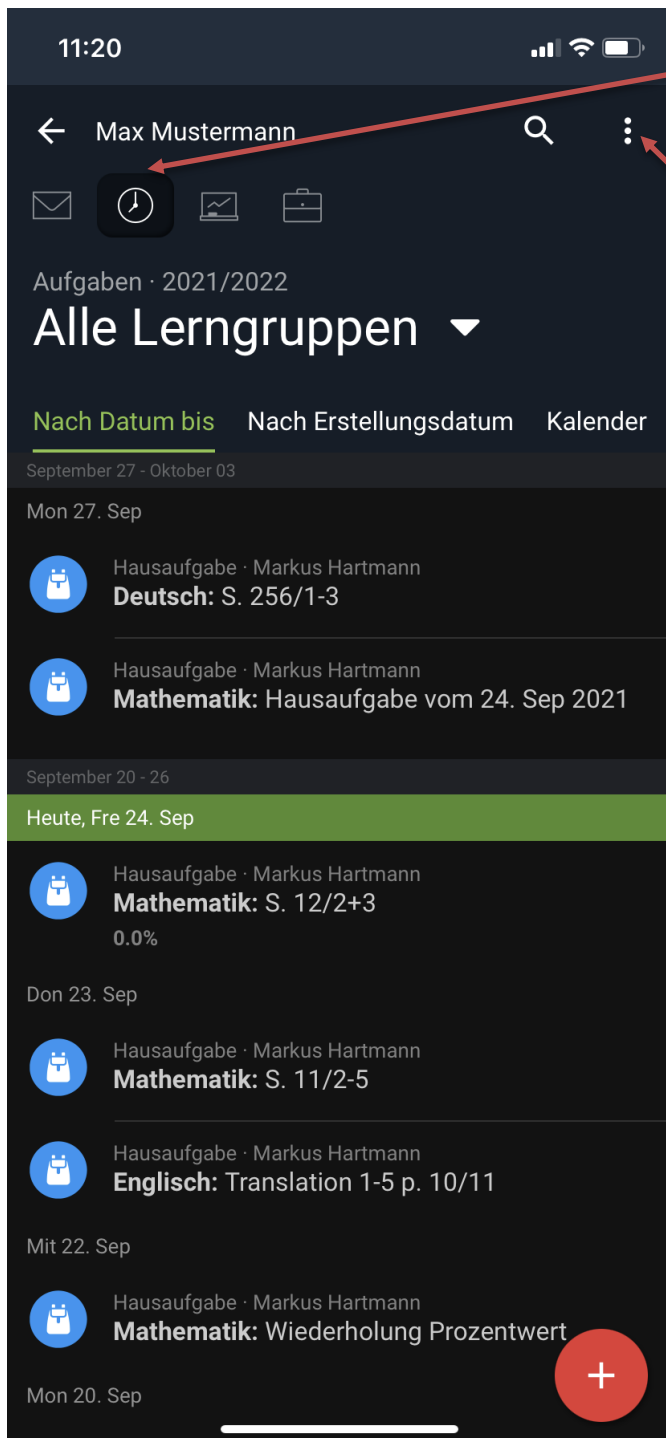 11:20
Max Mustermann
Aufgaben · 2021/2022
Alle Lerngruppen
Nach Datum bis Nach Erstellungsdatum Kalender
September 27 - Oktober 03
Mon 27. Sep
Hausaufgabe · Markus Hartmann
Deutsch: S. 256/1-3
Hausaufgabe · Markus Hartmann
Mathematik: Hausaufgabe vom 24. Sep 2021
September 20 - 26
Heute, Fre 24. Sep
Hausaufgabe · Markus Hartmann
Mathematik: S. 12/2+3
0.0%
Don 23. Sep
Hausaufgabe · Markus Hartmann
Mathematik: S. 11/2-5
Hausaufgabe · Markus Hartmann
Englisch: Translation 1-5 p. 10/11
Mit 22. Sep
Hausaufgabe · Markus Hartmann
Mathematik: Wiederholung Prozentwert
Mon 20. Sep